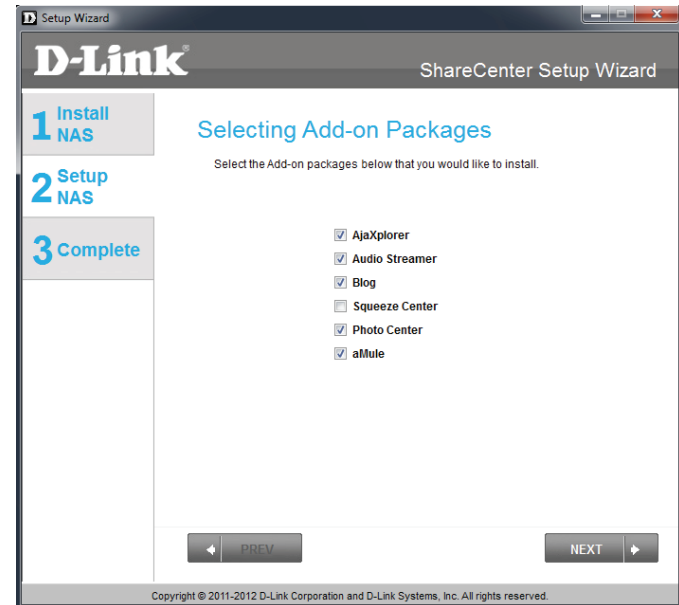 Setup Wizard
D-Link®
ShareCenter Setup Wizard
1 Install
NAS
2 Setup
NAS
3 Complete
Selecting Add-on Packages
Select the Add-on packages below that you would like to install.
AjaXplorer
Audio Streamer
Blog
Squeeze Center
Photo Center
aMule
PREV
NEXT
Copyright © 2011-2012 D-Link Corporation and D-Link Systems, Inc. All rights reserved.